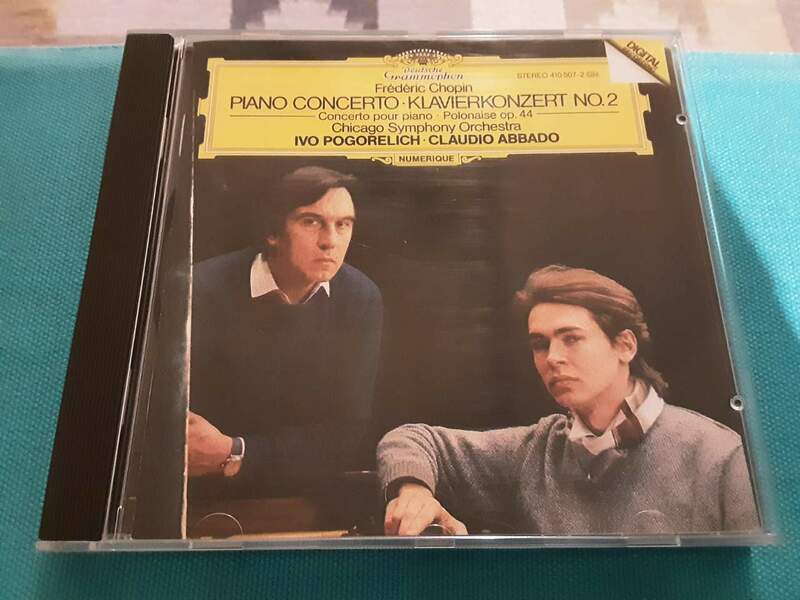 Deutsche
Grammophon
DIGITAL
STEREO 410 507-2
Frédéric Chopin
PIANO CONCERTO · KLAVIERKONZERT NO. 2
Concerto pour piano · Polonaise op. 44
Chicago Symphony Orchestra
IVO POGORELICH · CLAUDIO ABBADO
NUMERIQUE